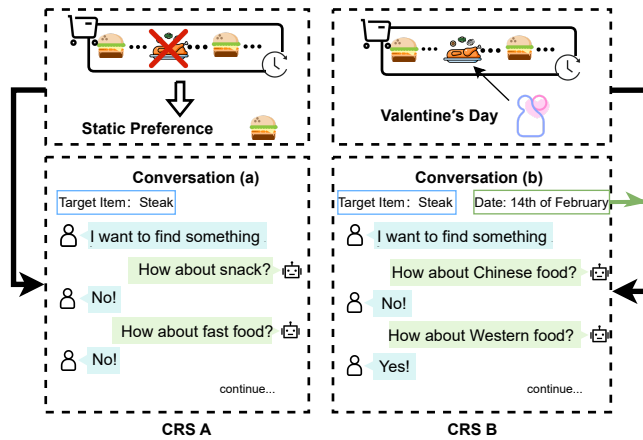 Static Preference
Valentine's Day
Conversation (a)
Target Item: Steak
I want to find something
How about snack?
No!
How about fast food?
No!
continue...
CRS A
Conversation (b)
Target Item: Steak
Date: 14th of February
I want to find something
How about Chinese food?
No!
How about Western food?
Yes!
continue...
CRS B